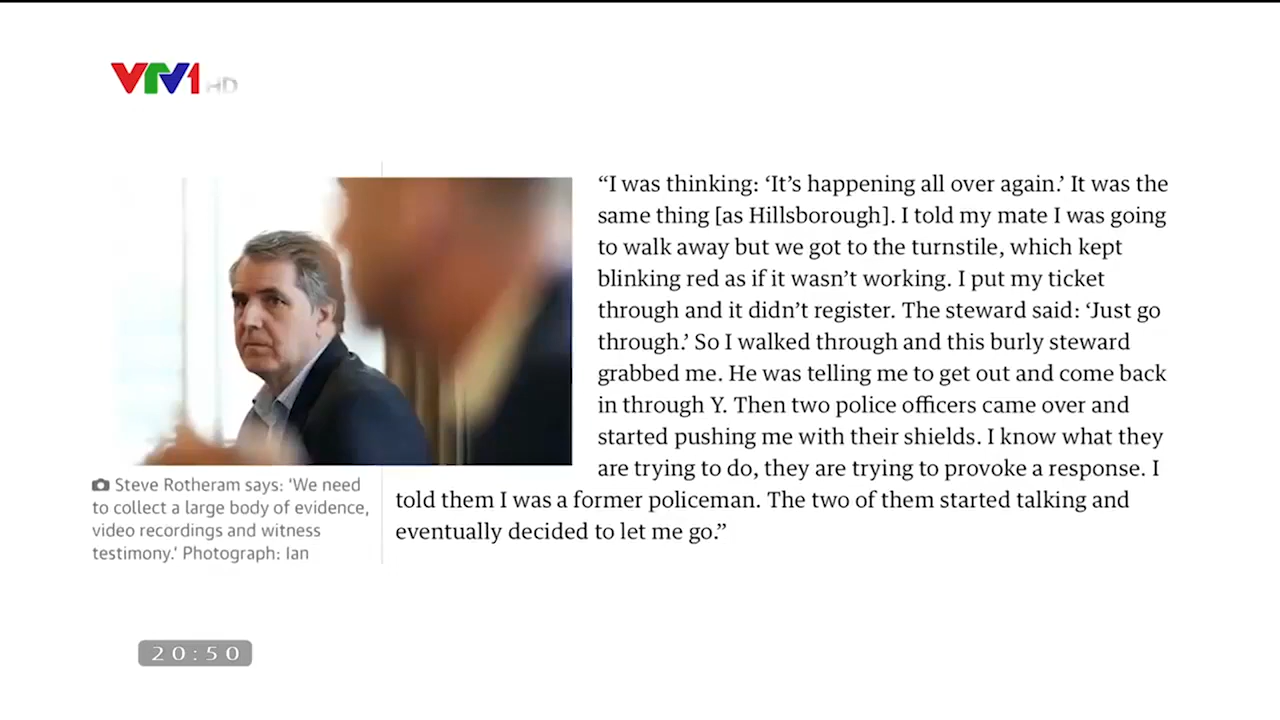 VTV1 HD
“I was thinking: ‘It’s happening all over again.’ It was the
same thing [as Hillsborough]. I told my mate I was going
to walk away but we got to the turnstile, which kept
blinking red as if it wasn’t working. I put my ticket
through and it didn’t register. The steward said: ‘Just go
through.’ So I walked through and this burly steward
grabbed me. He was telling me to get out and come back
in through Y. Then two police officers came over and
started pushing me with their shields. I know what they
are trying to do, they are trying to provoke a response. I
told them I was a former policeman. The two of them started talking and
eventually decided to let me go.”
Steve Rotheram says: ‘We need
to collect a large body of evidence,
video recordings and witness
testimony.’ Photograph: Ian
20:50